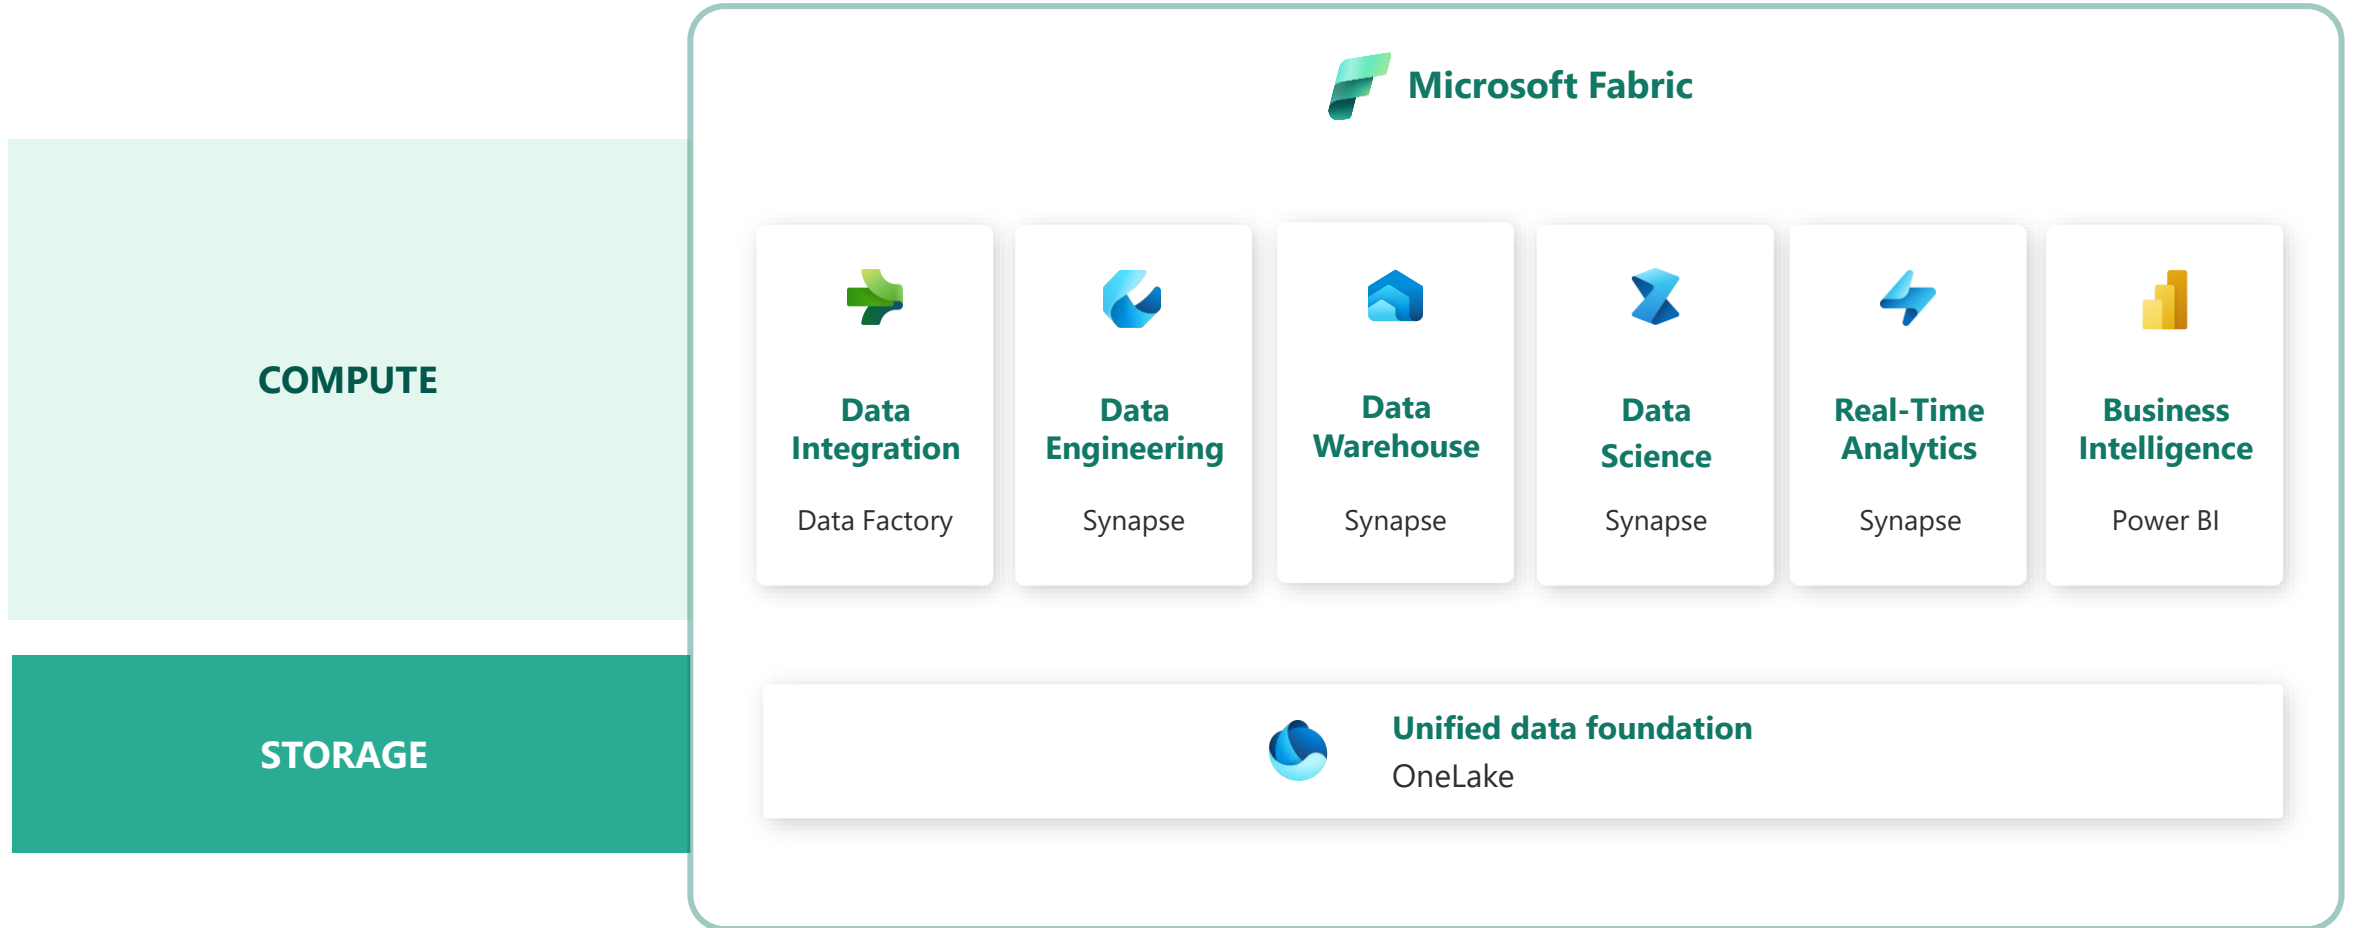 Microsoft Fabric
COMPUTE
Data
Integration
Data Factory
Data
Engineering
Synapse
Data
Warehouse
Synapse
Data
Science
Synapse
Real-Time
Analytics
Synapse
Business
Intelligence
Power BI
STORAGE
Unified data foundation
OneLake